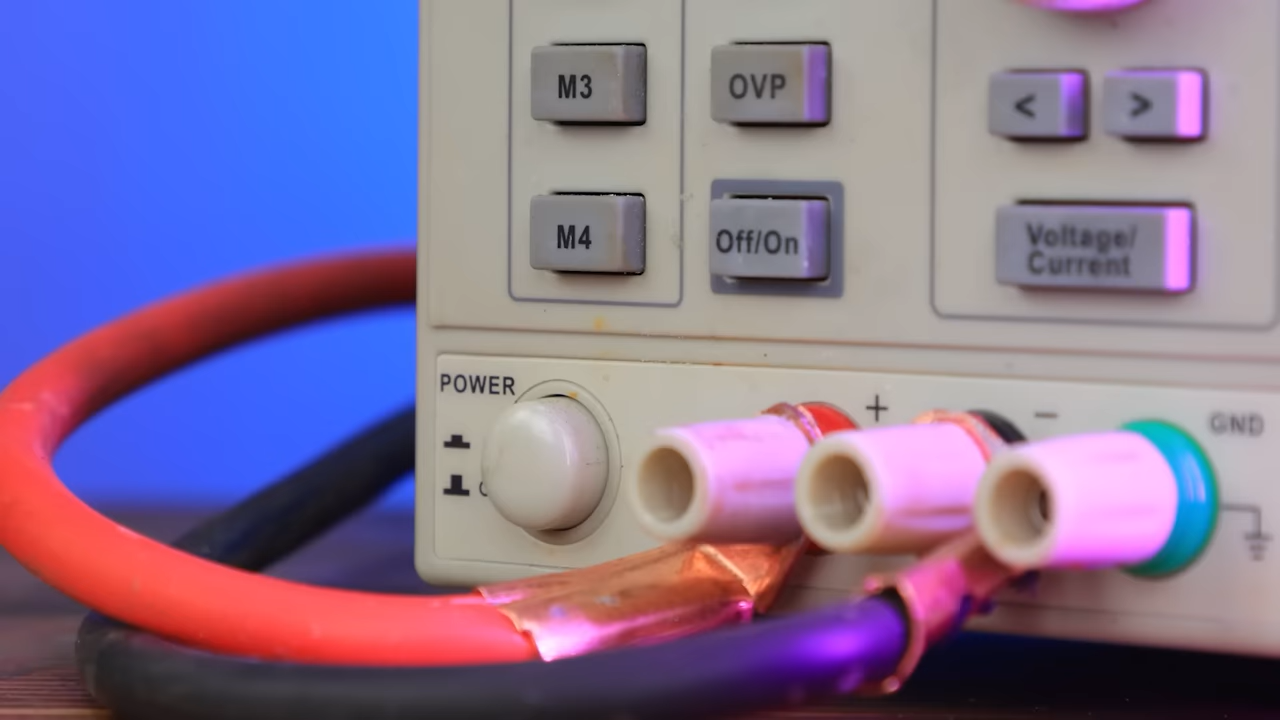 M3
OVP
<
>
M4
Off/On
Voltage/
Current
POWER
+
−
GND